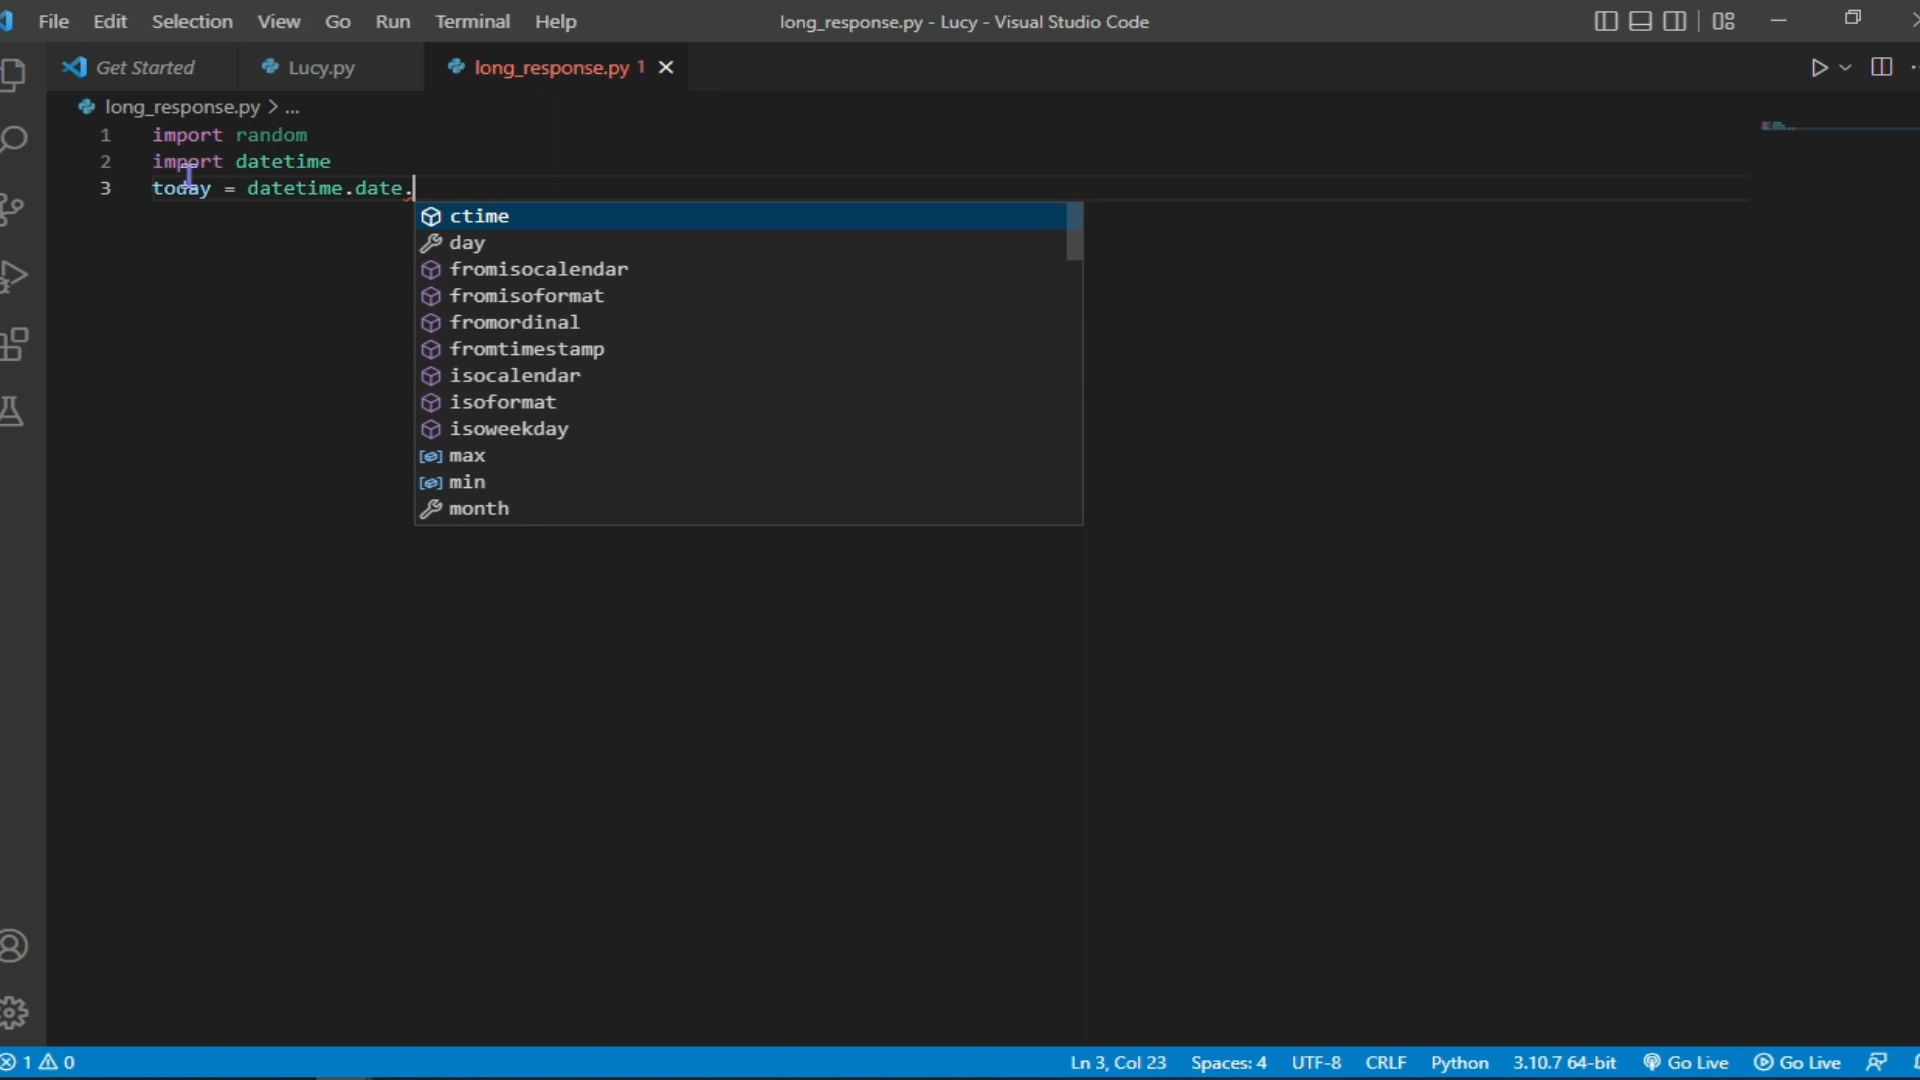 File Edit Selection View Go Run Terminal Help long_response.py - Lucy - Visual Studio Code
Get Started Lucy.py long_response.py 1
long_response.py > ...
1 import random
2 import datetime
3 today = datetime.date.
ctime
day
fromisocalendar
fromisoformat
fromordinal
fromtimestamp
isocalendar
isoformat
isoweekday
max
min
month
1 0 Ln 3, Col 23 Spaces: 4 UTF-8 CRLF Python 3.10.7 64-bit Go Live Go Live